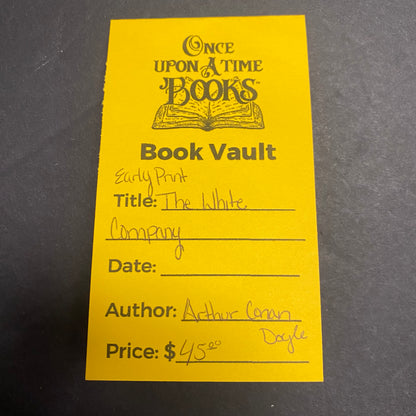 ONCE
UPON A TIME
BOOKS
Book Vault
Early Print
Title: The White
Company
Date:
Author: Arthur Conan
Doyle
Price: $45.00